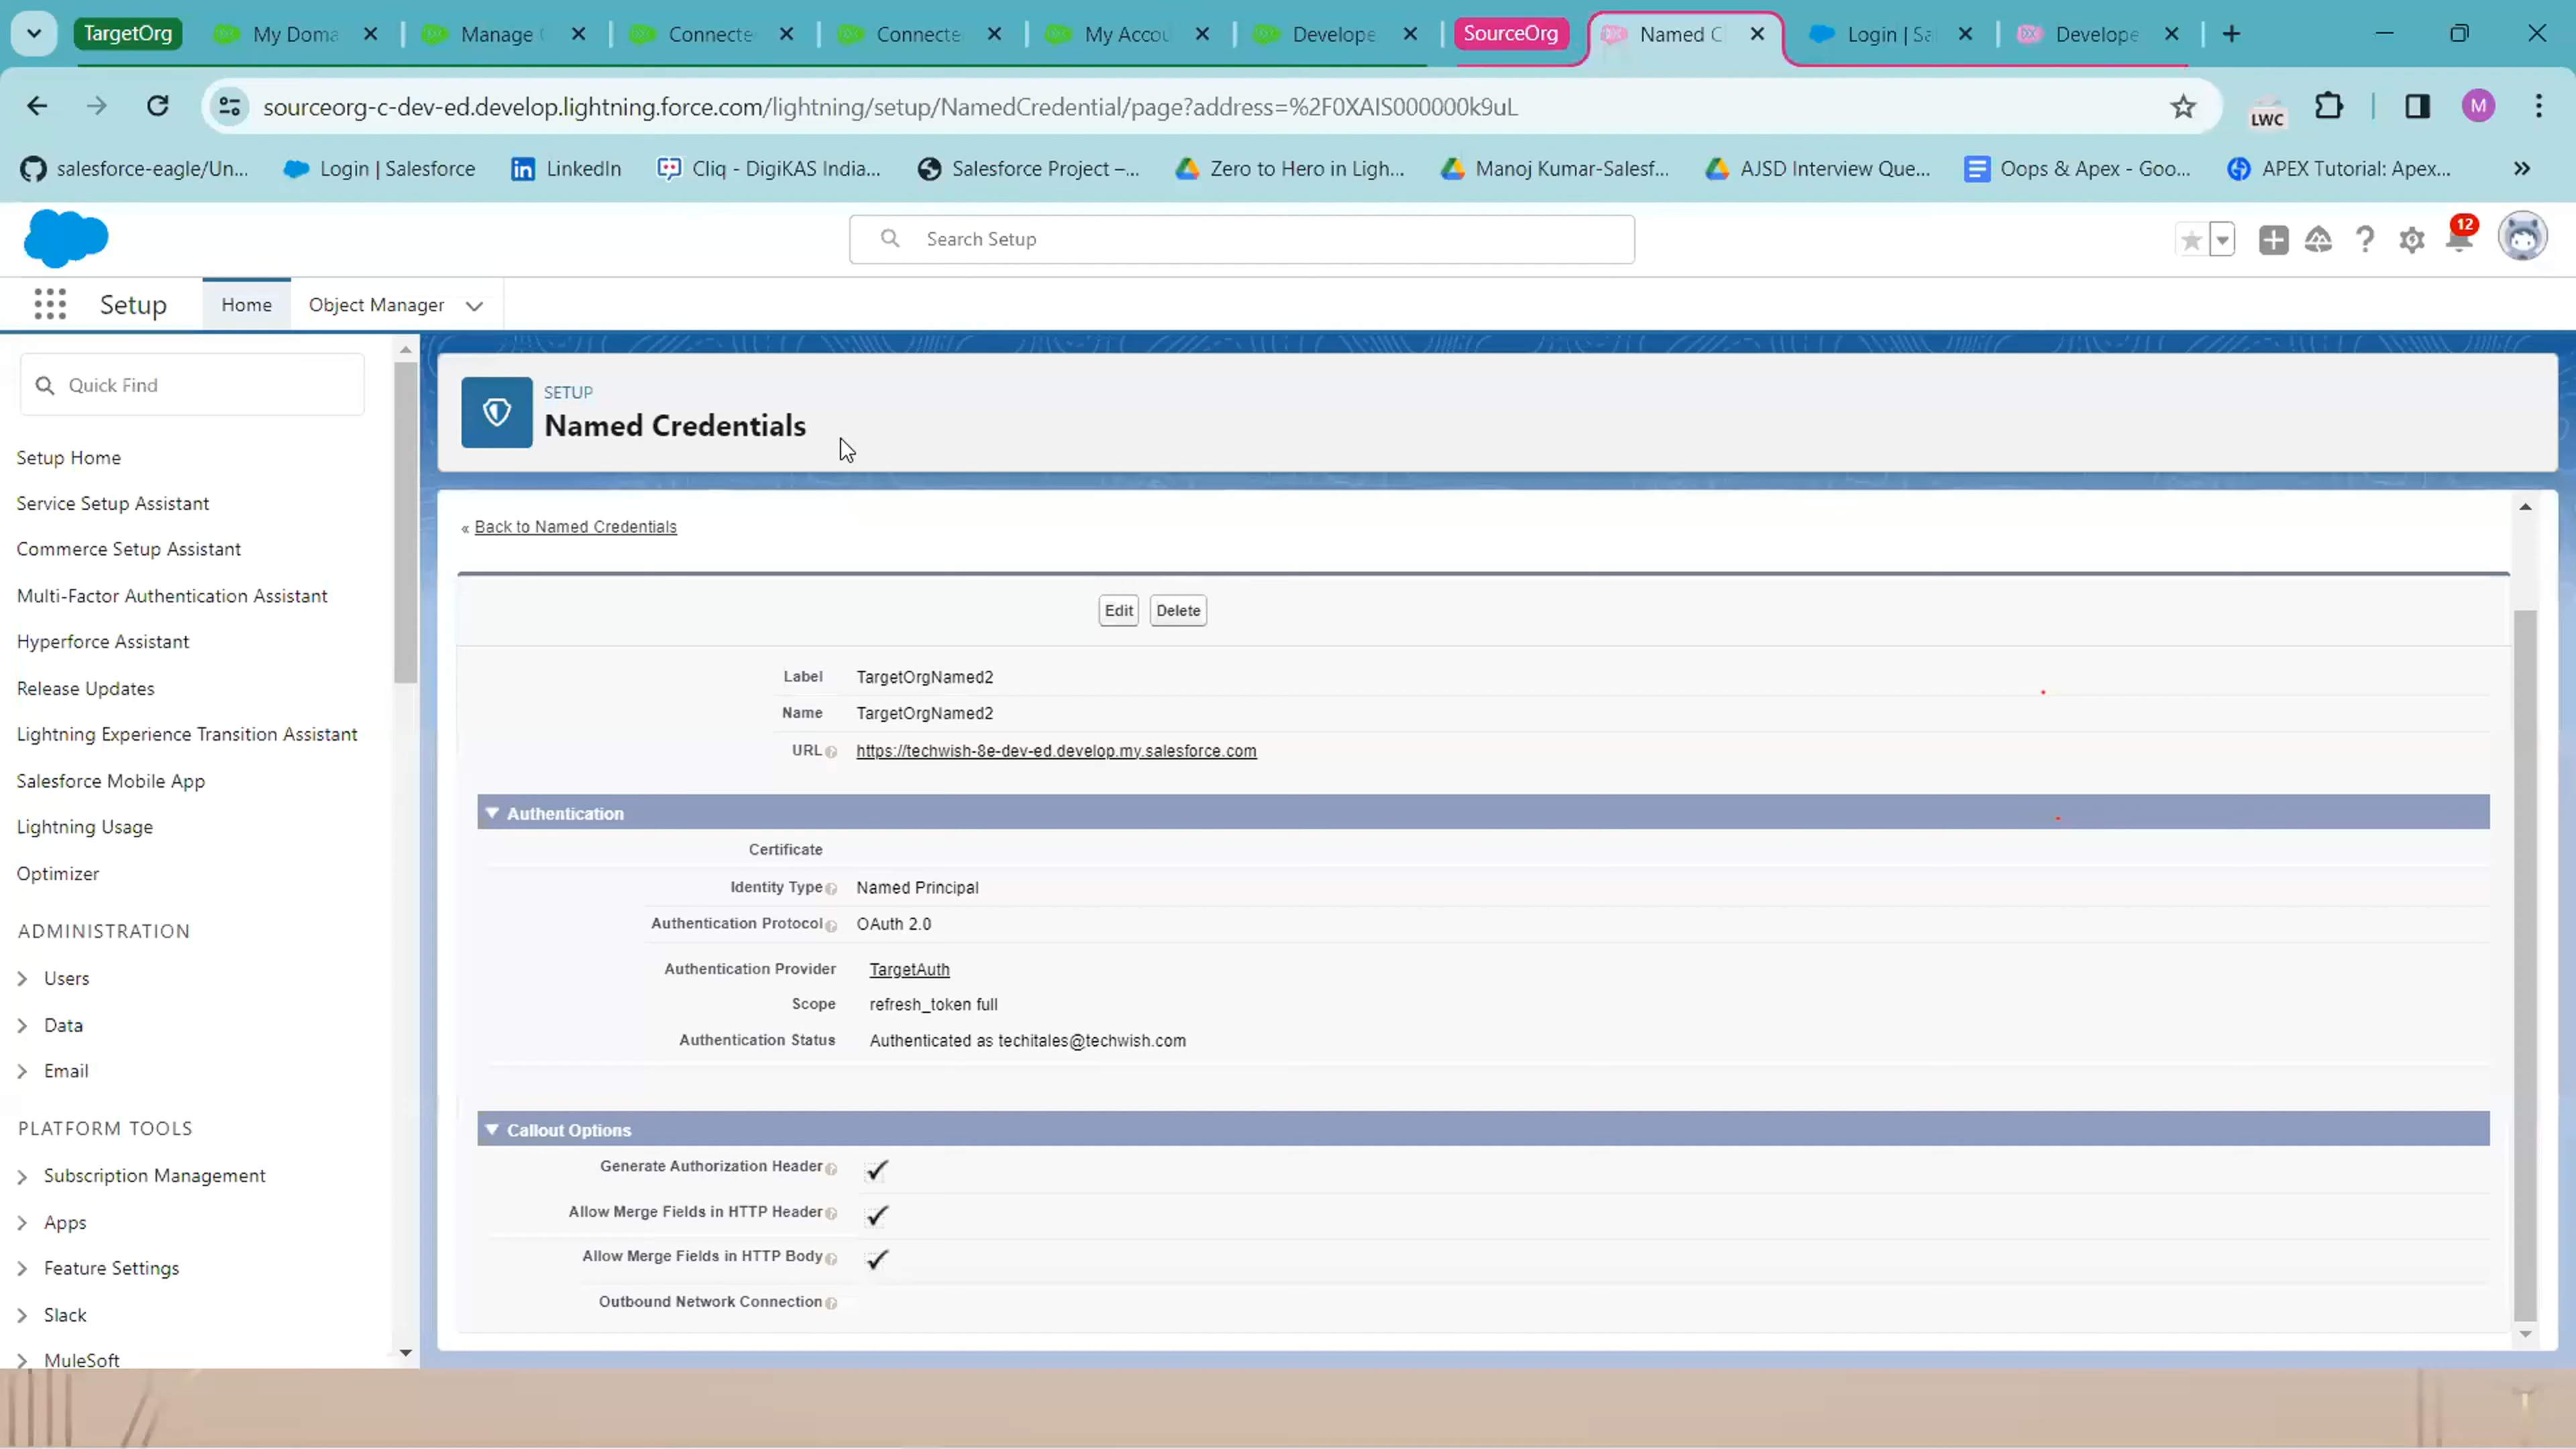 TargetOrg
My Doma
Manage
Connecte
Connecte
My Accou
Develope
SourceOrg
Named C
Login | Sa
Develope
sourceorg-c-dev-ed.develop.lightning.force.com/lightning/setup/NamedCredential/page?address=%2F0XAIS000000k9uL
LWC
M
salesforce-eagle/Un...
Login | Salesforce
LinkedIn
Cliq - DigiKAS India...
Salesforce Project –...
Zero to Hero in Ligh...
Manoj Kumar-Salesf...
AJSD Interview Que...
Oops & Apex - Goo...
APEX Tutorial: Apex...
»
Search Setup
12
Setup
Home
Object Manager
Quick Find
Setup Home
Service Setup Assistant
Commerce Setup Assistant
Multi-Factor Authentication Assistant
Hyperforce Assistant
Release Updates
Lightning Experience Transition Assistant
Salesforce Mobile App
Lightning Usage
Optimizer
ADMINISTRATION
Users
Data
Email
PLATFORM TOOLS
Subscription Management
Apps
Feature Settings
Slack
MuleSoft
SETUP
Named Credentials
« Back to Named Credentials
Edit Delete
Label TargetOrgNamed2
Name TargetOrgNamed2
URL https://techwish-8e-dev-ed.develop.my.salesforce.com
Authentication
Certificate
Identity Type Named Principal
Authentication Protocol OAuth 2.0
Authentication Provider TargetAuth
Scope refresh_token full
Authentication Status Authenticated as techitales@techwish.com
Callout Options
Generate Authorization Header
Allow Merge Fields in HTTP Header
Allow Merge Fields in HTTP Body
Outbound Network Connection